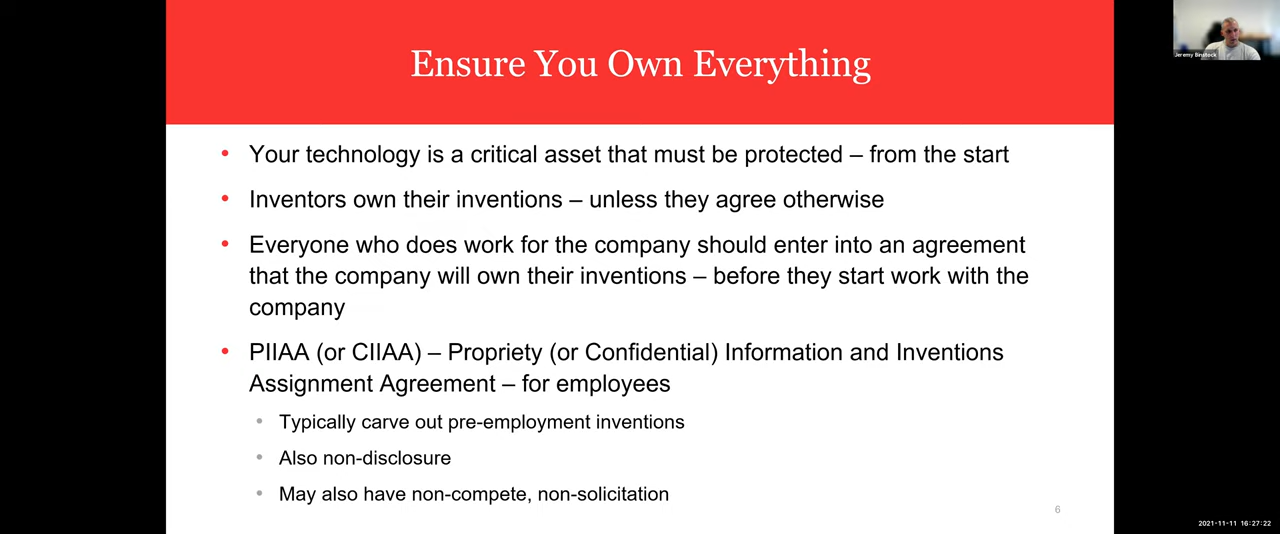 Ensure You Own Everything
Jeremy Binstock
• Your technology is a critical asset that must be protected – from the start
• Inventors own their inventions – unless they agree otherwise
• Everyone who does work for the company should enter into an agreement
that the company will own their inventions – before they start work with the
company
• PIIAA (or CIIAA) – Propriety (or Confidential) Information and Inventions
Assignment Agreement – for employees
• Typically carve out pre-employment inventions
• Also non-disclosure
• May also have non-compete, non-solicitation
6
2021-11-11 16:27:22